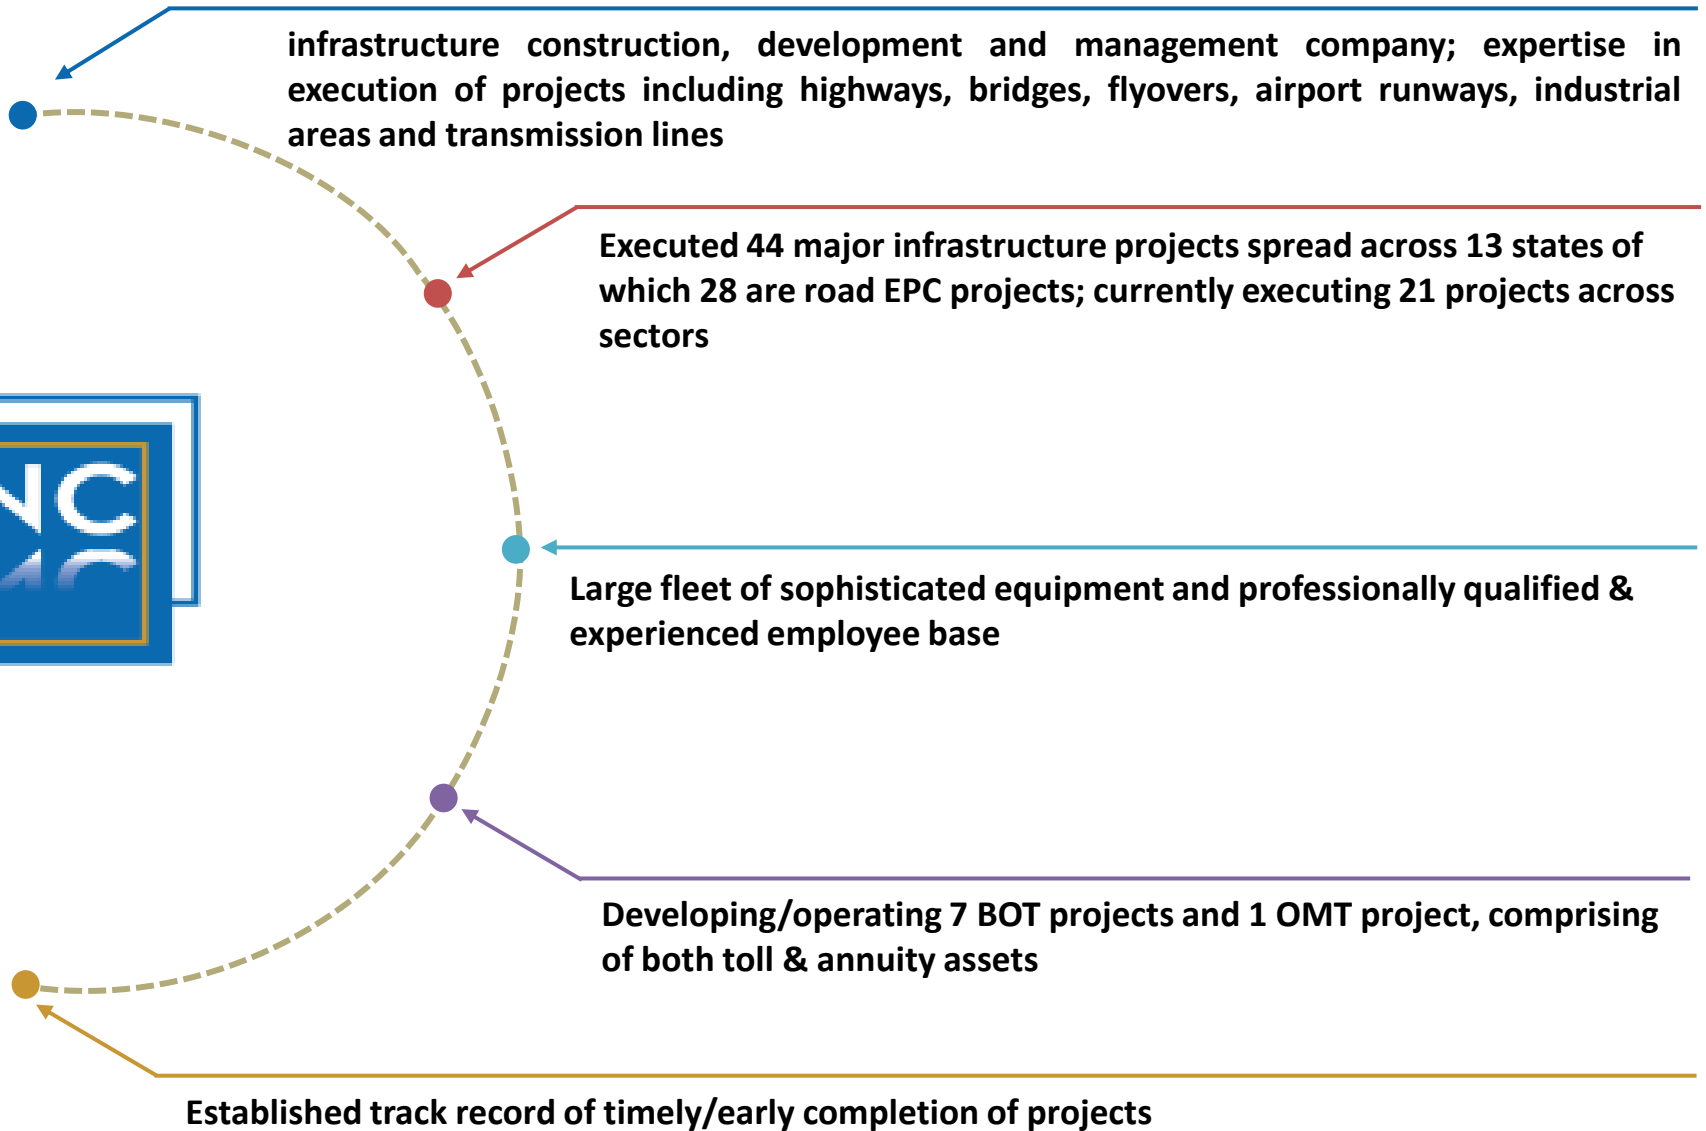 infrastructure construction, development and management company; expertise in
execution of projects including highways, bridges, flyovers, airport runways, industrial
areas and transmission lines
Executed 44 major infrastructure projects spread across 13 states of
which 28 are road EPC projects; currently executing 21 projects across
sectors
NC
Large fleet of sophisticated equipment and professionally qualified &
experienced employee base
Developing/operating 7 BOT projects and 1 OMT project, comprising
of both toll & annuity assets
Established track record of timely/early completion of projects